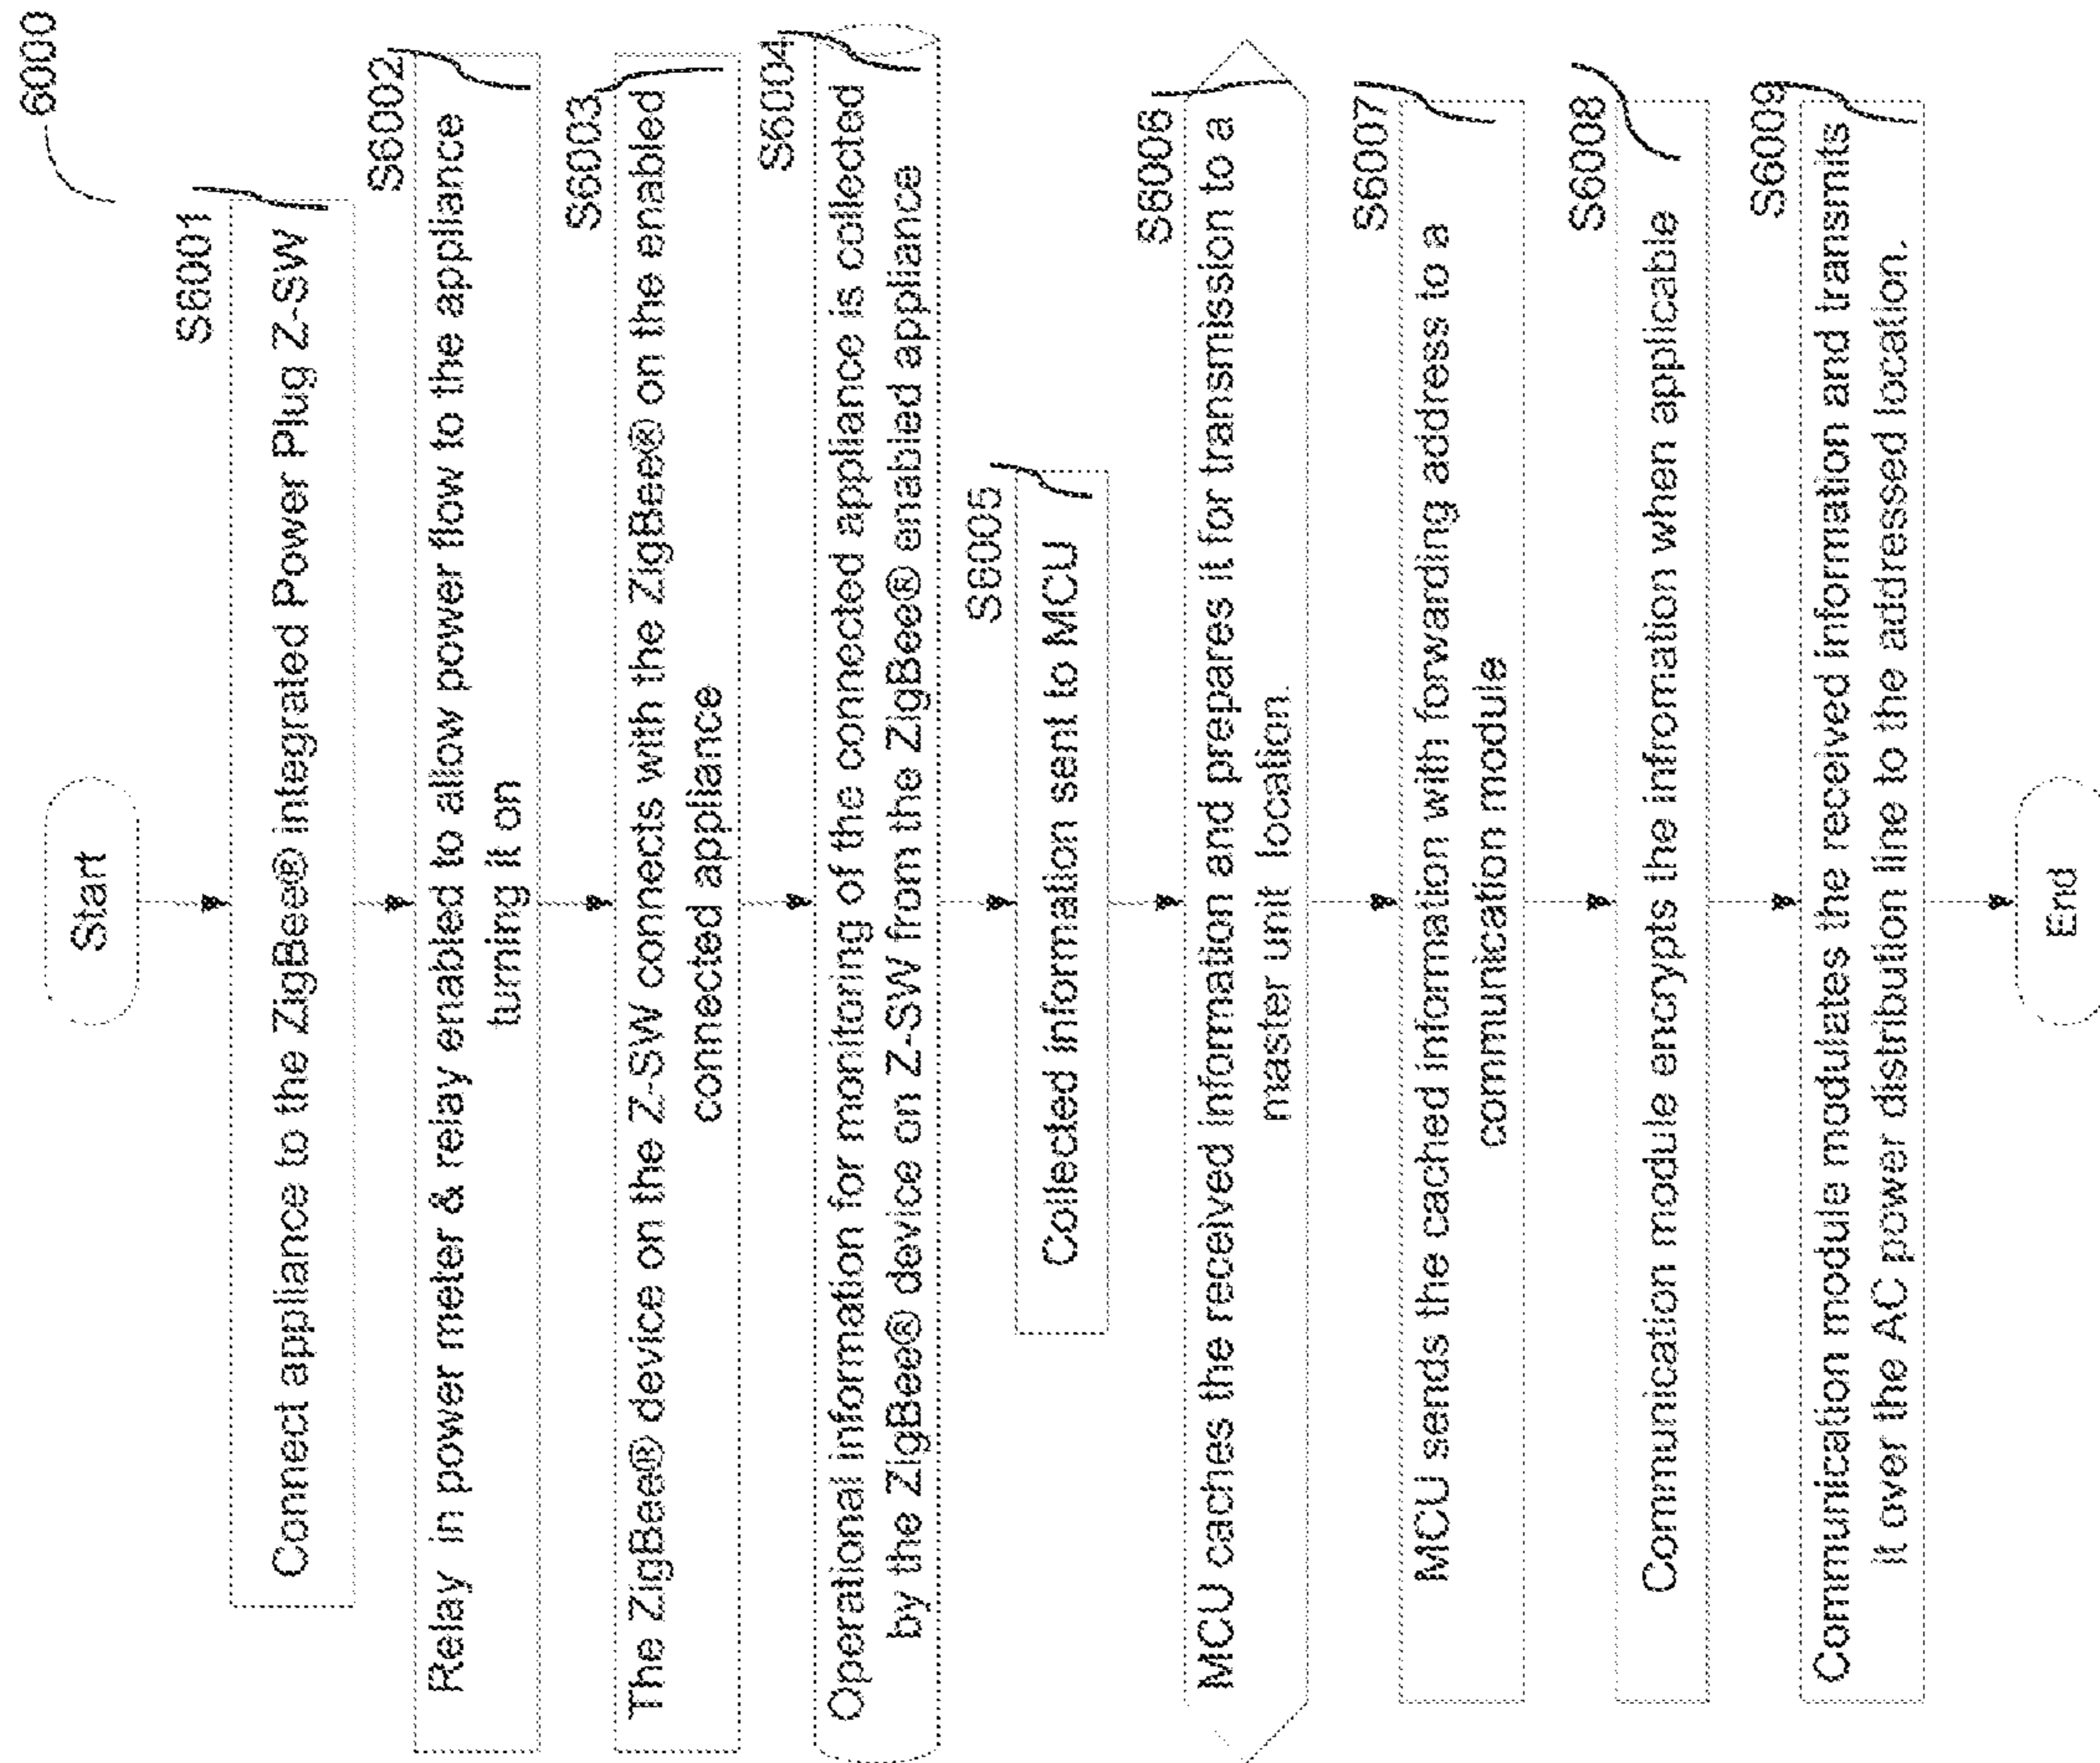 6000
Start
S6001
Connect appliance to the ZigBee® integrated Power Plug Z-SW
S6002
Relay in power meter & relay enabled to allow power flow to the appliance
turning it on
S6003
The ZigBee® device on the Z-SW connects with the ZigBee® on the enabled
connected appliance
S6004
Operational information for monitoring of the connected appliance is collected
by the ZigBee® device on Z-SW from the ZigBee® enabled appliance
S6005
Collected information sent to MCU
S6006
MCU caches the received information and prepares it for transmission to a
master unit location.
S6007
MCU sends the cached information with forwarding address to a
communication module
S6008
Communication module encrypts the infromation when applicable
S6009
Communication module modulates the received information and transmits
it over the AC power distribution line to the addressed location.
End